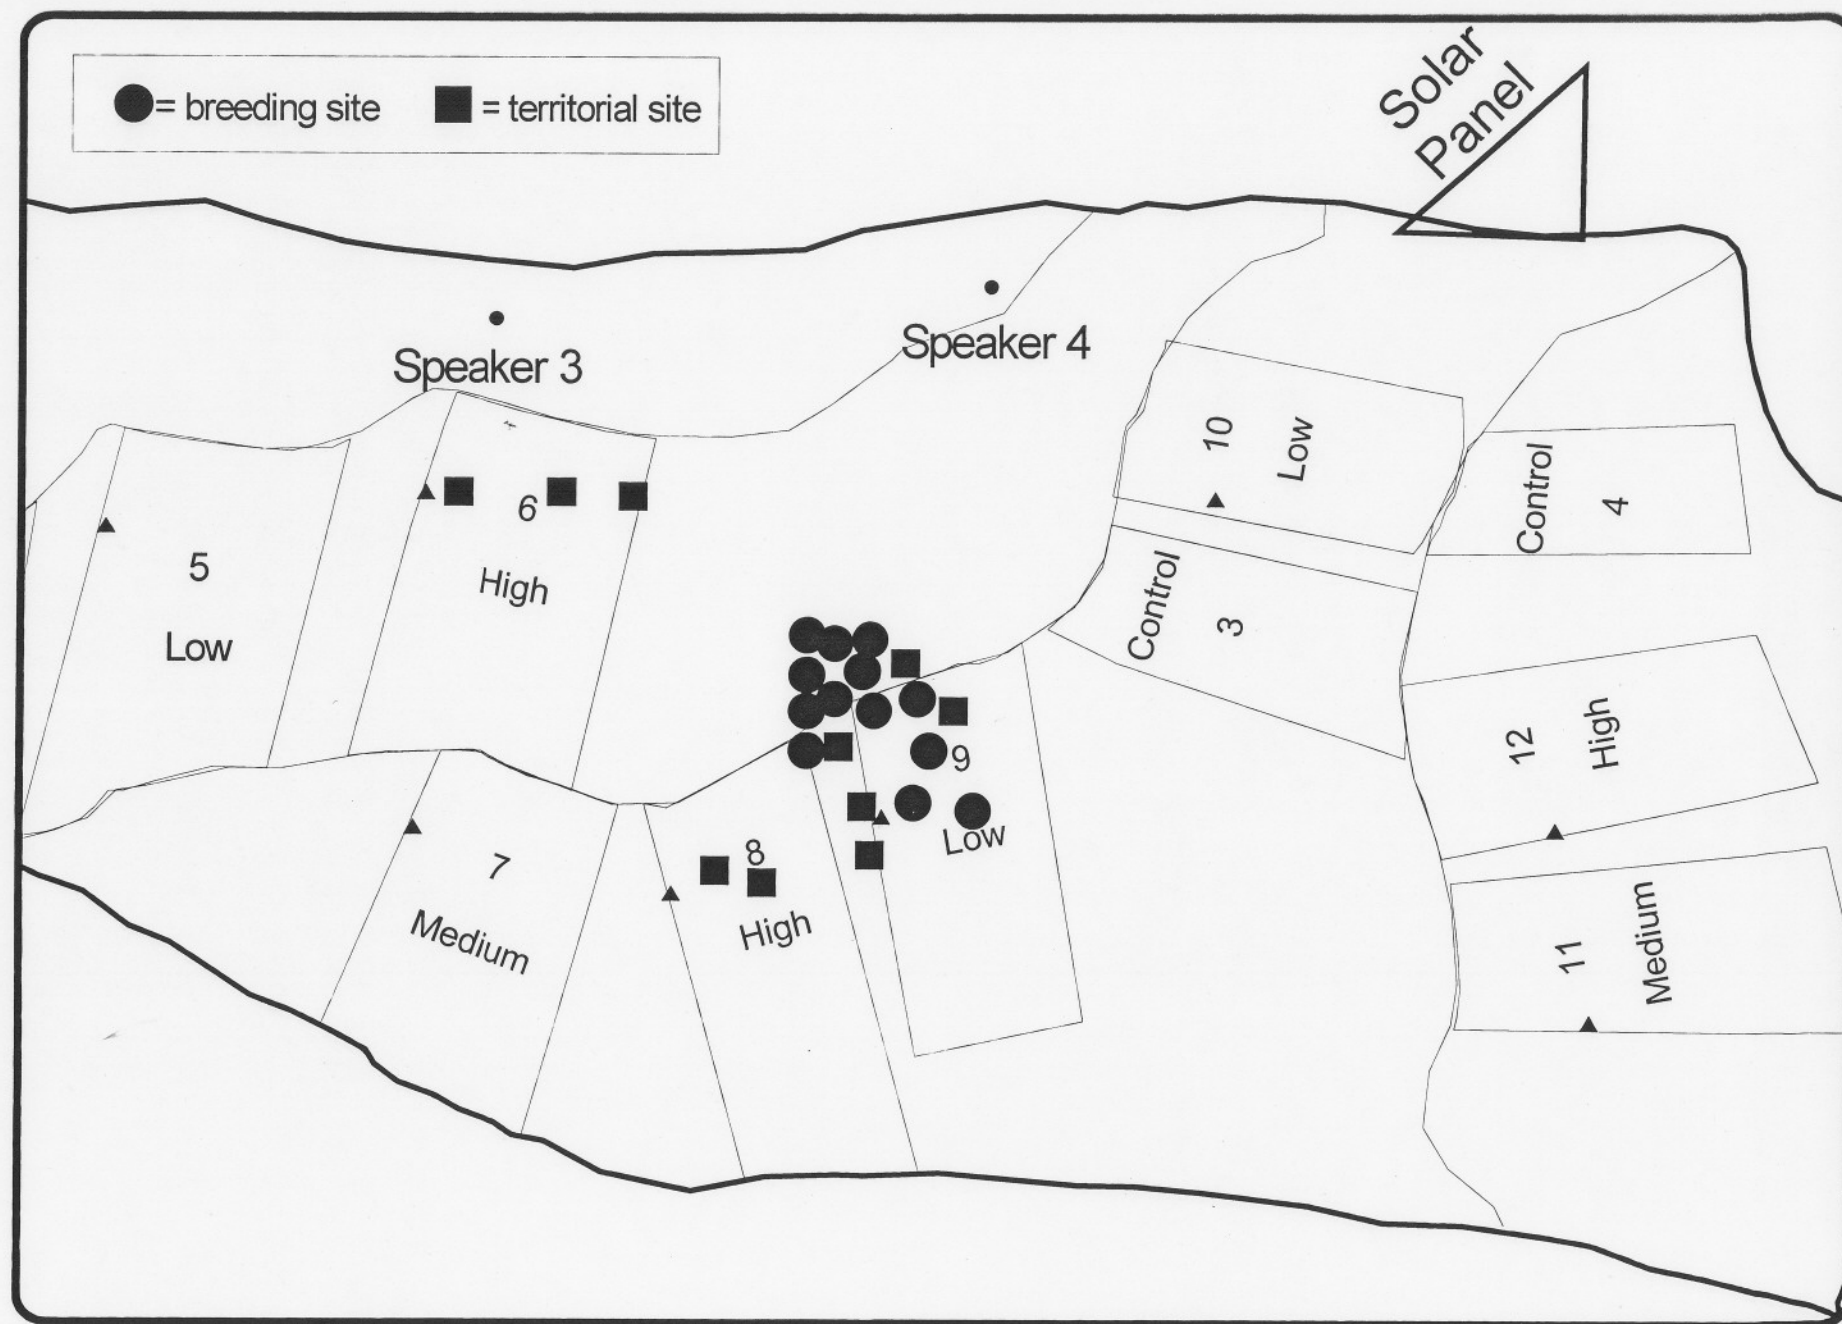 = breeding site = territorial site
Solar
Panel
Speaker 3
Speaker 4
5
Low
6
High
7
Medium
8
High
9
Low
10
Low
Control
3
Control
4
12
High
11
Medium